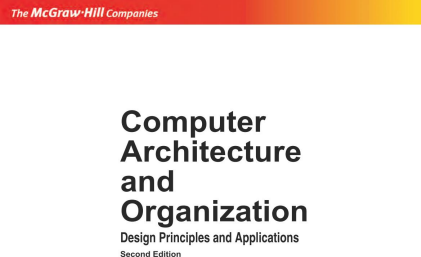 The McGraw·Hill Companies
Computer
Architecture
and
Organization
Design Principles and Applications
Second Edition